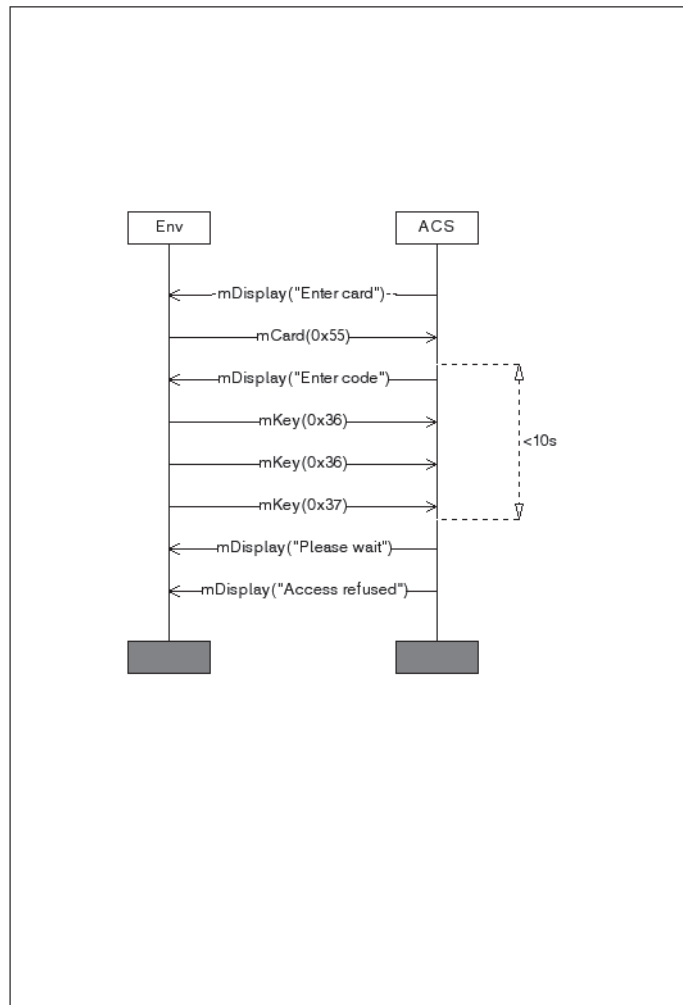 Env
ACS
mDisplay("Enter card")
mCard(0x55)
mDisplay("Enter code")
mKey(0x36)
<10s
mKey(0x36)
mKey(0x37)
mDisplay("Please wait")
mDisplay("Access refused")